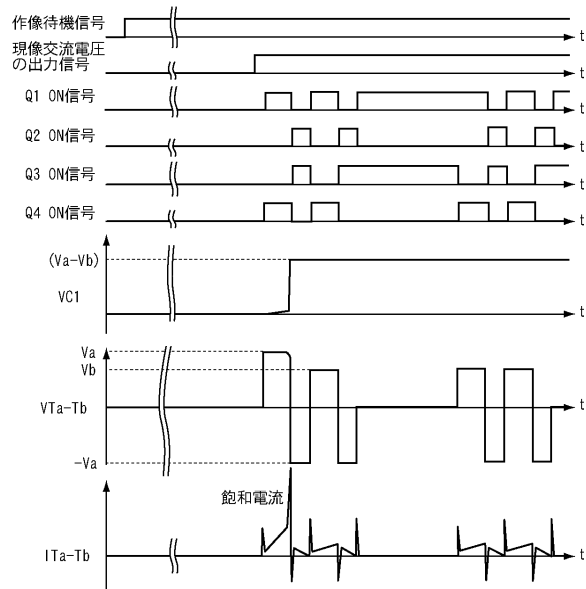 作像待機信号
t
現像交流電圧
の出力信号
t
Q1 ON信号
t
Q2 ON信号
t
Q3 ON信号
t
Q4 ON信号
t
(Va-Vb)
VC1
t
Va
Vb
VTa-Tb
t
-Va
飽和電流
ITa-Tb
t